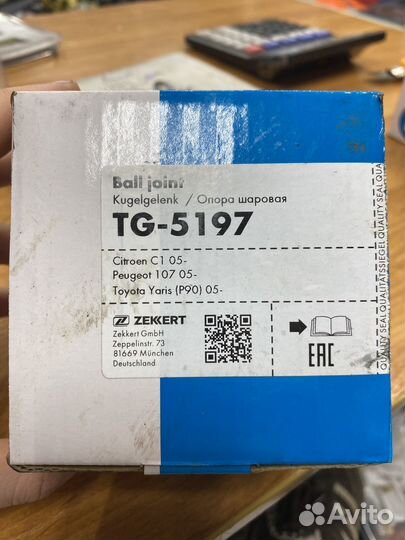 Ball joint
Kugelgelenk / Опора шаровая
TG-5197
Citroen C1 05-
Peugeot 107 05-
Toyota Yaris (P90) 05-
ZEKKERT
Zekkert GmbH
Zeppelinstr. 73
81669 München
Deutschland
EAC
QUALITY SEAL QUALITÄTSSIEGEL QUALITY SEAL QUA
Avito